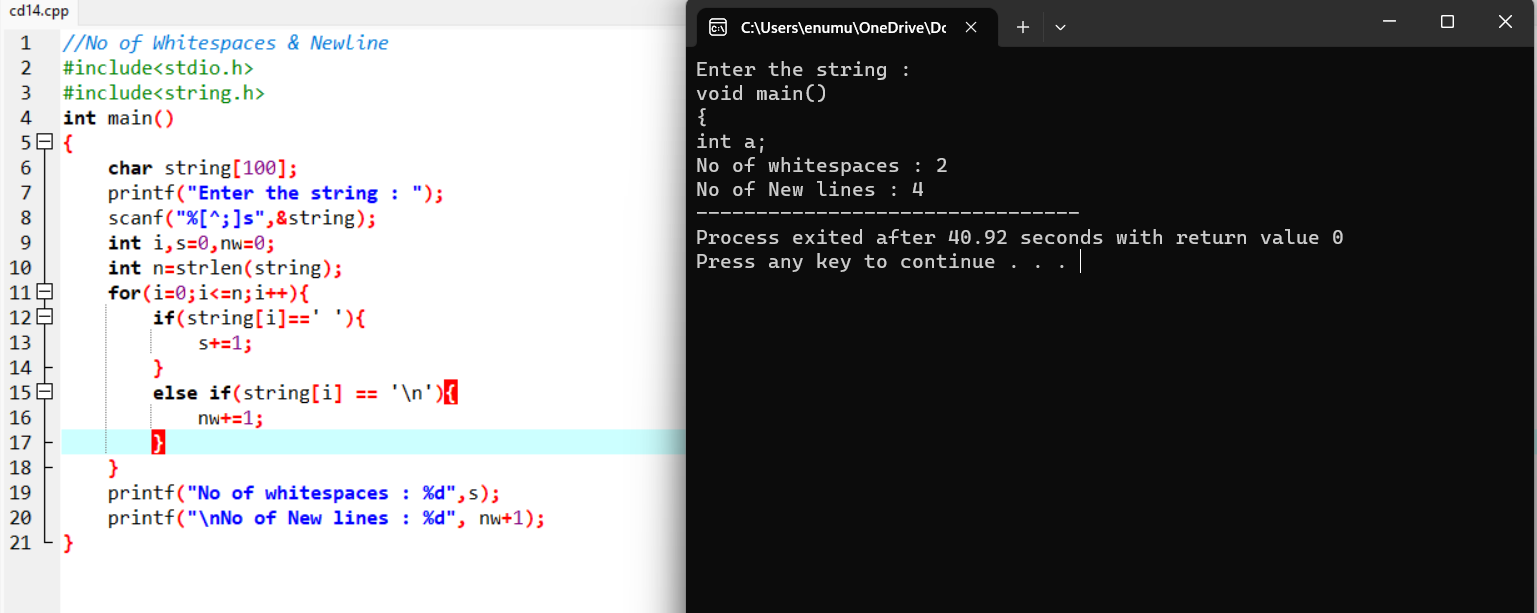 cd14.cpp
1 //No of Whitespaces & Newline
2 #include<stdio.h>
3 #include<string.h>
4 int main()
5 {
6 char string[100];
7 printf("Enter the string : ");
8 scanf("%[^;]s",&string);
9 int i,s=0,nw=0;
10 int n=strlen(string);
11 for(i=0;i<=n;i++){
12 if(string[i]==' '){
13 s+=1;
14 }
15 else if(string[i] == '\n'){
16 nw+=1;
17 }
18 }
19 printf("No of whitespaces : %d",s);
20 printf("\nNo of New lines : %d", nw+1);
21 }
C:\Users\enumu\OneDrive\Dc
Enter the string :
void main()
{
int a;
No of whitespaces : 2
No of New lines : 4
--------------------------------
Process exited after 40.92 seconds with return value 0
Press any key to continue . . .